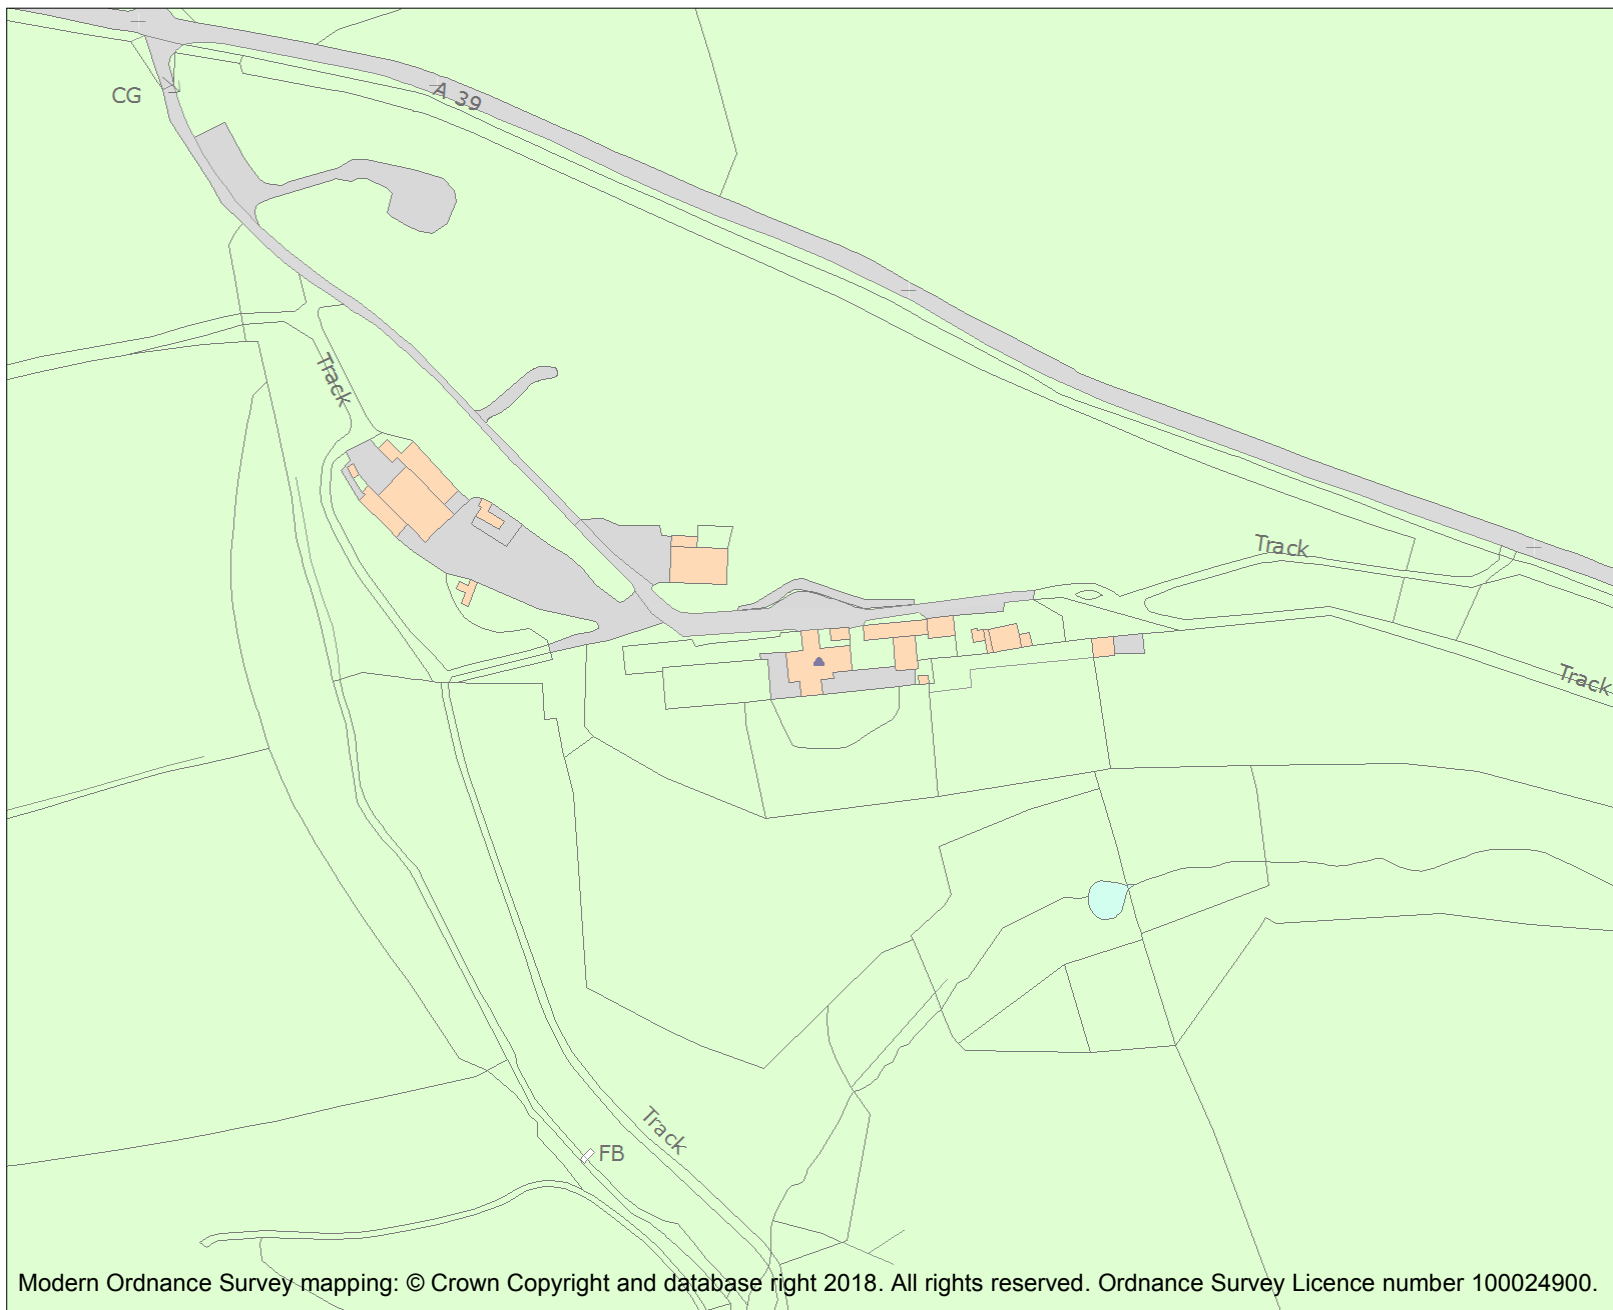 A 39
CG
Track
Track
Track
Track
FB
Modern Ordnance Survey mapping: © Crown Copyright and database right 2018. All rights reserved. Ordnance Survey Licence number 100024900.